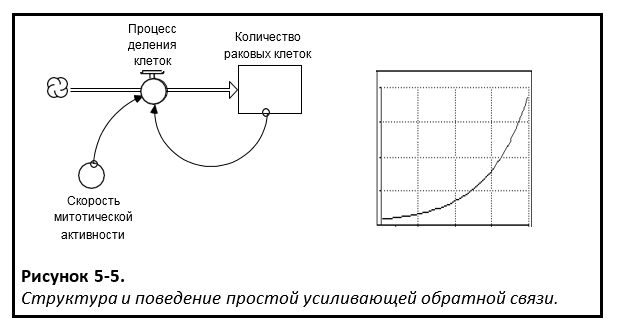 Процесс
деления
клеток
Количество
раковых клеток
Скорость
митотической
активности
Рисунок 5-5.
Структура и поведение простой усиливающей обратной связи.